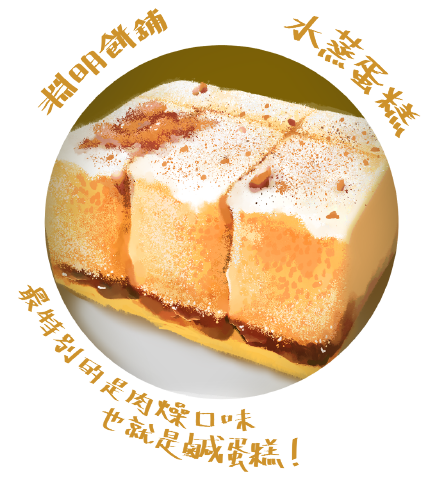 淵明餅鋪
水蒸蛋糕
最特別的是肉燥口味
也就是鹹蛋糕！